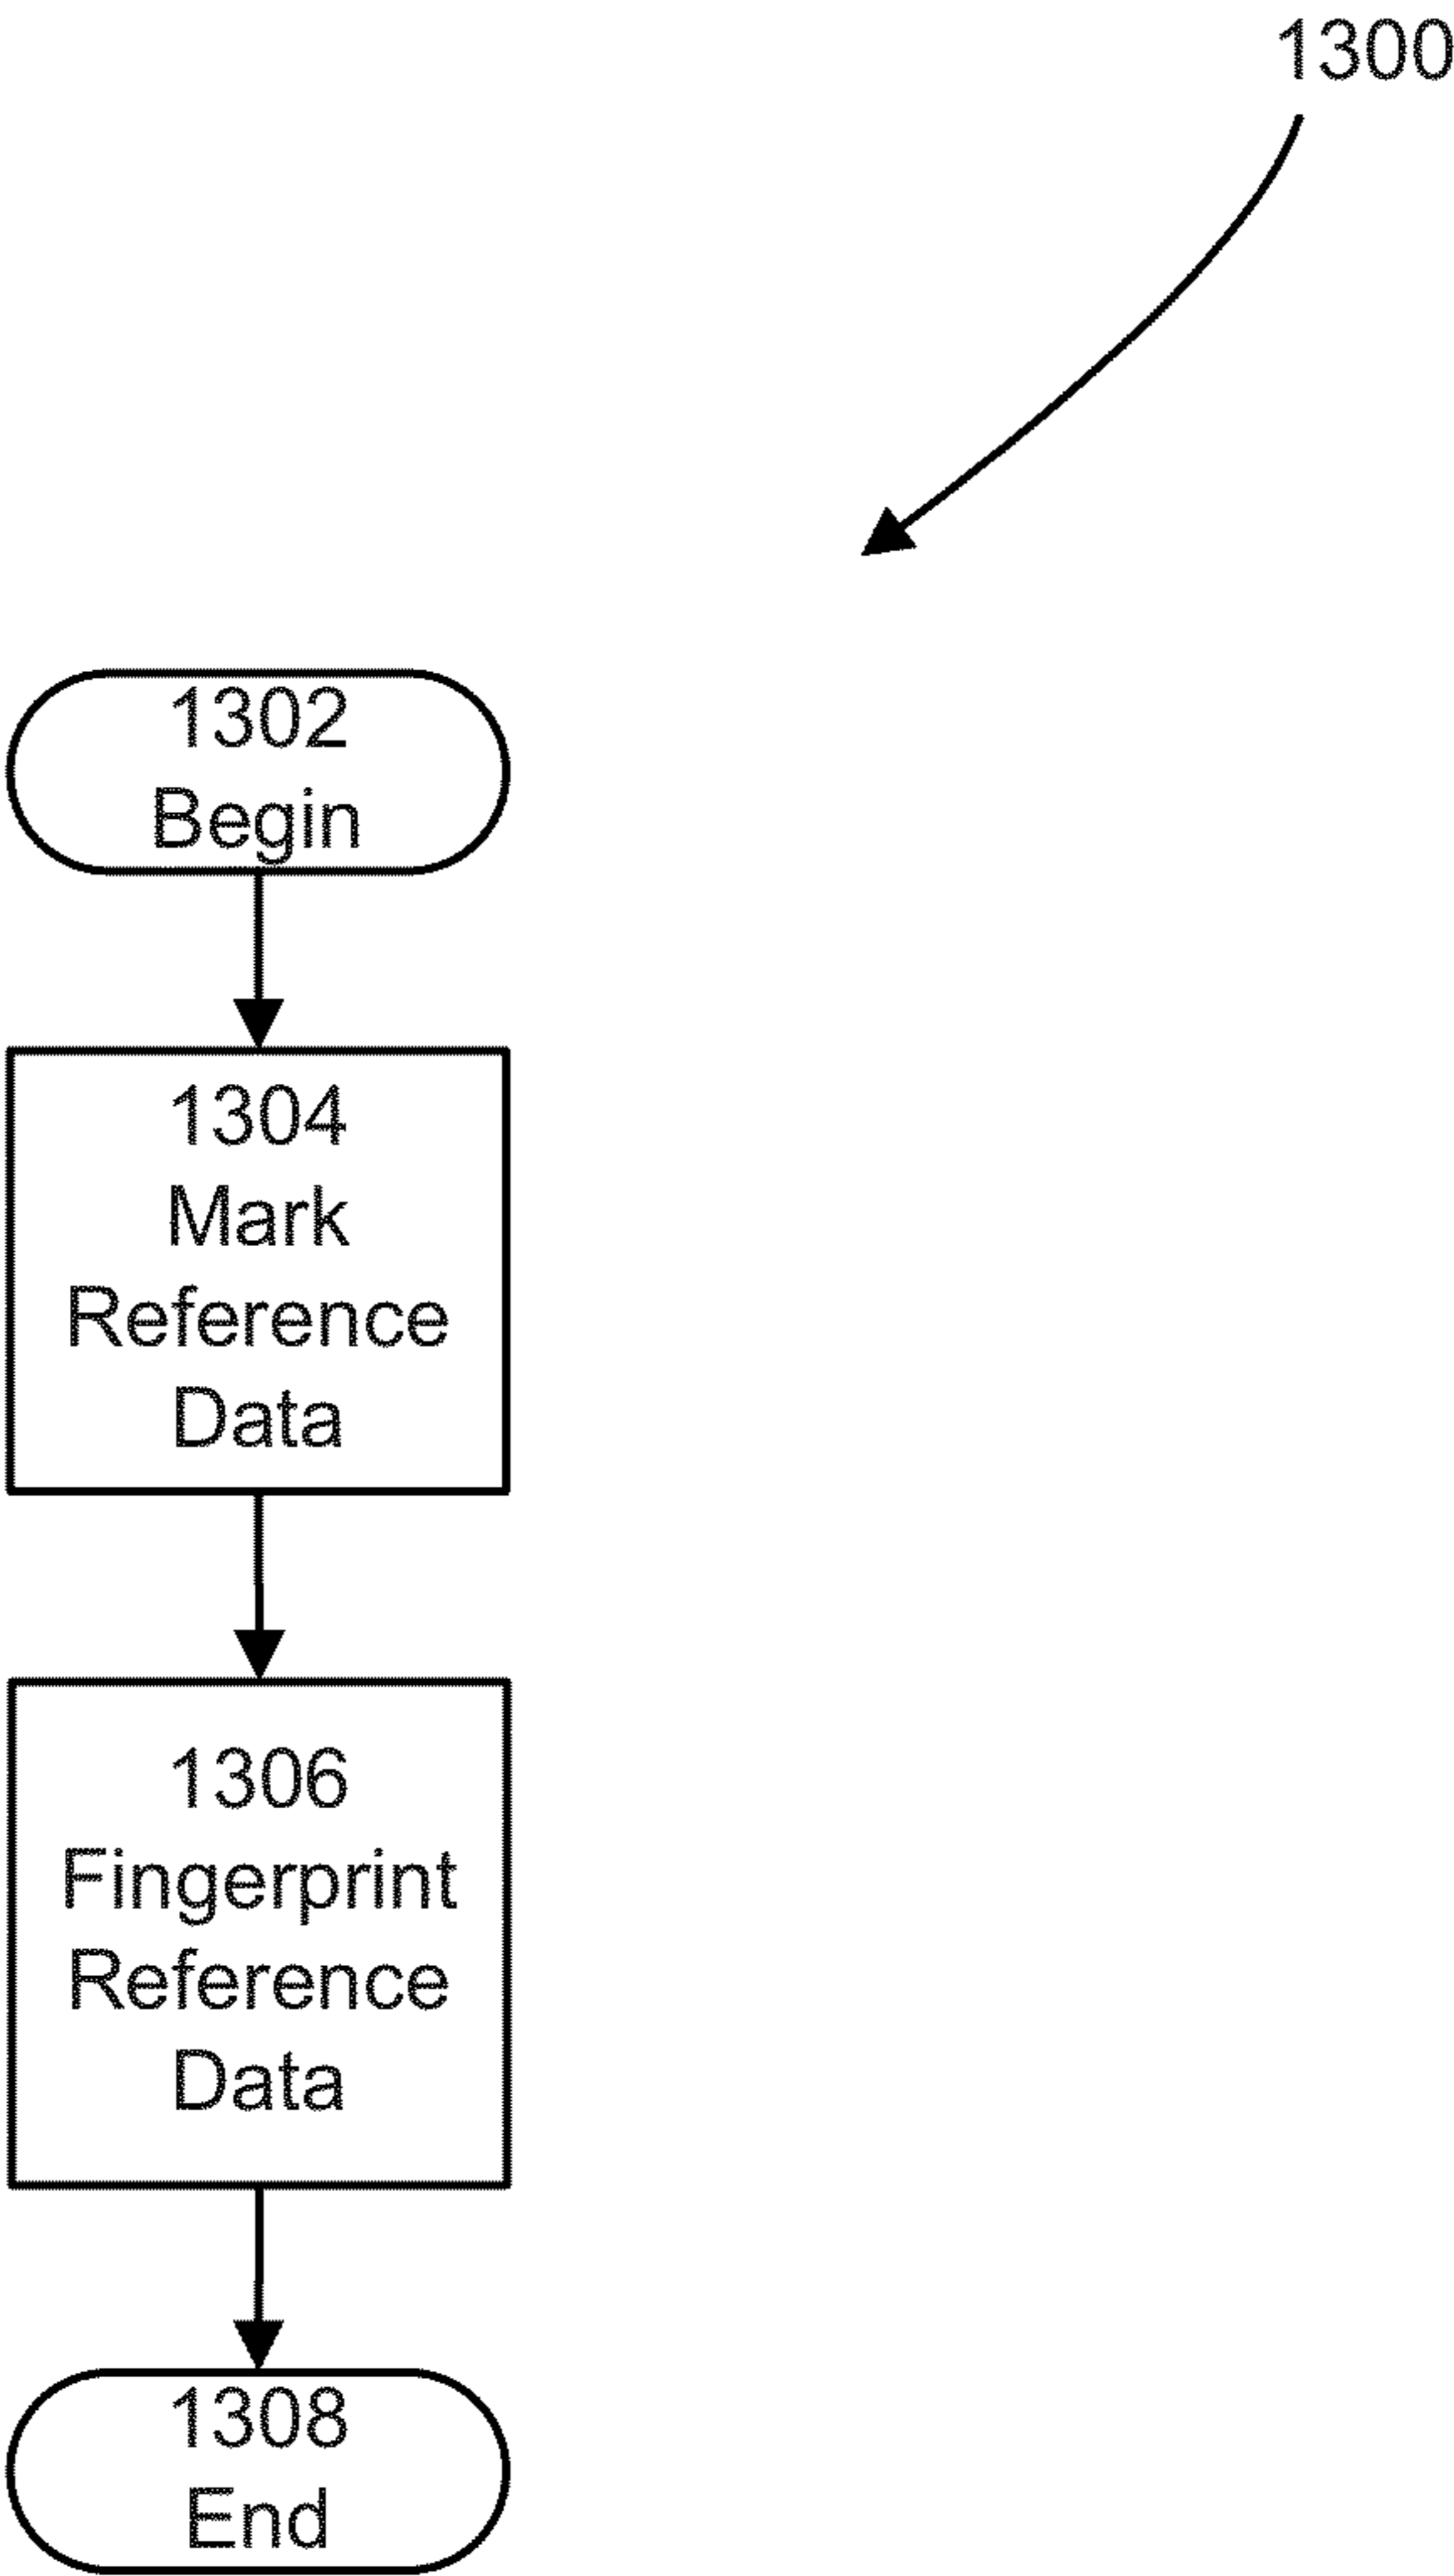 1300
1302
Begin
1304
Mark
Reference
Data
1306
Fingerprint
Reference
Data
1308
End